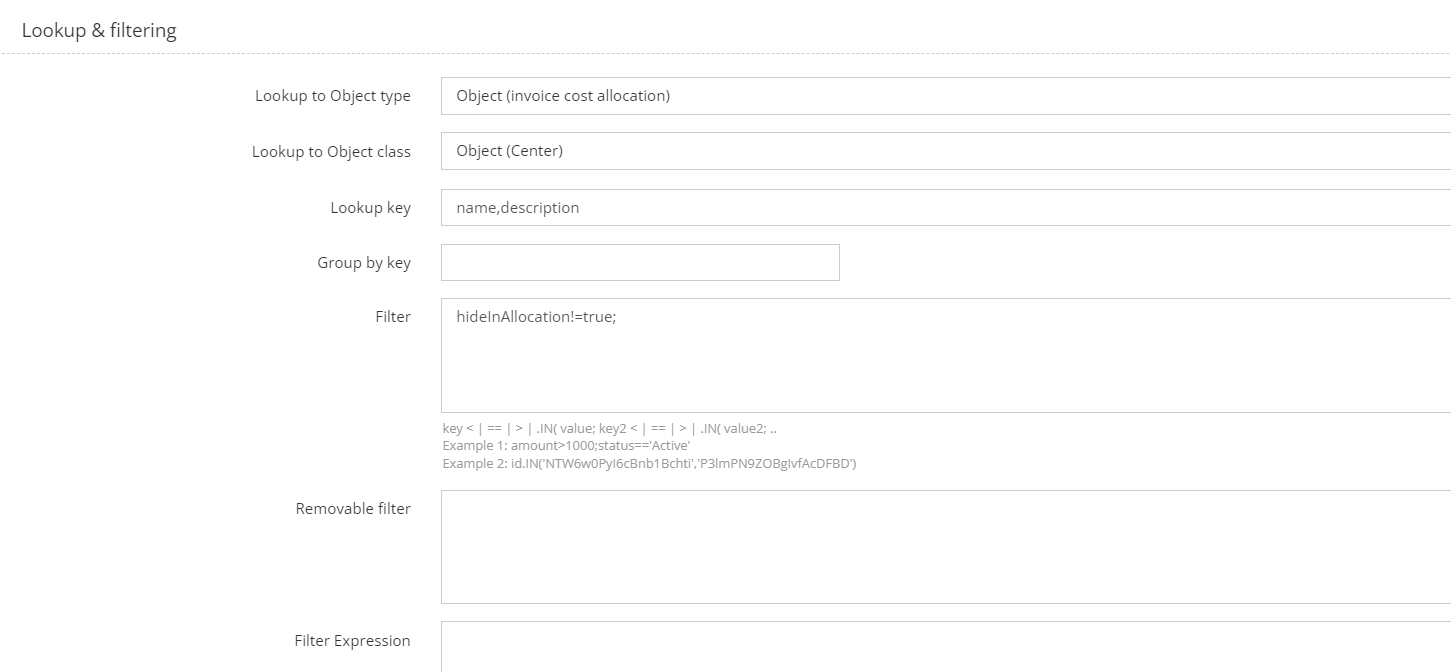 Lookup & filtering
Lookup to Object type
Object (invoice cost allocation)
Lookup to Object class
Object (Center)
Lookup key
name,description
Group by key
Filter
hideInAllocation!=true;
key < | == | > | .IN( value; key2 < | == | > | .IN( value2; ..
Example 1: amount>1000;status=='Active'
Example 2: id.IN('NTW6w0PyI6cBnb1Bchti','P3lmPN9ZOBgIvfAcDFBD')
Removable filter
Filter Expression